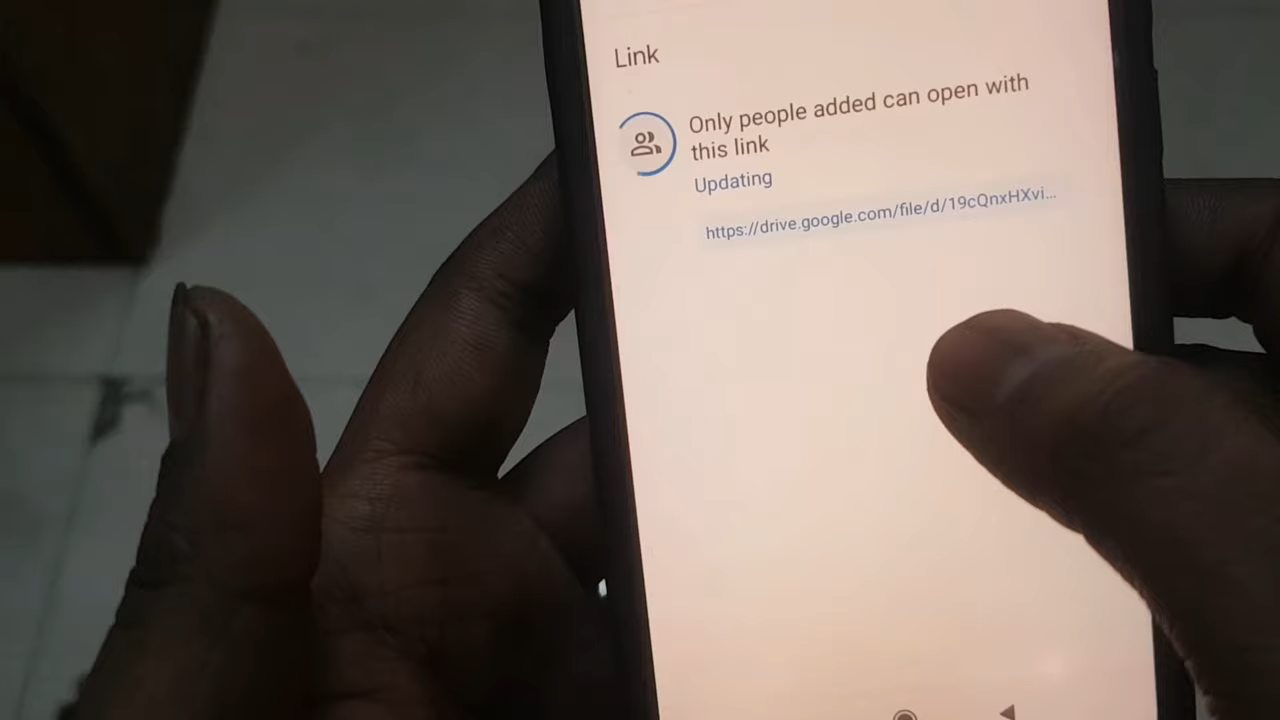 Link
Only people added can open with
this link
Updating
https://drive.google.com/file/d/19cQnxHXvi...